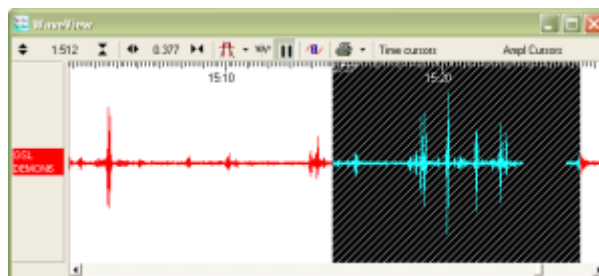 WaveView
1:512 0.377 Time cursors Ampl Cursors
15:10 15:20
GSL
DEMONS